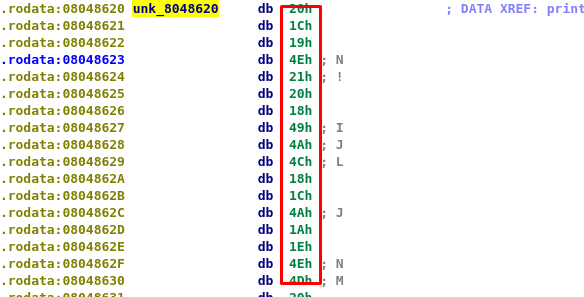 .rodata:08048620 unk_8048620 db 20h ; DATA XREF: print
.rodata:08048621 db 1Ch
.rodata:08048622 db 19h
.rodata:08048623 db 4Eh ; N
.rodata:08048624 db 21h ; !
.rodata:08048625 db 20h
.rodata:08048626 db 18h
.rodata:08048627 db 49h ; I
.rodata:08048628 db 4Ah ; J
.rodata:08048629 db 4Ch ; L
.rodata:0804862A db 18h
.rodata:0804862B db 1Ch
.rodata:0804862C db 4Ah ; J
.rodata:0804862D db 1Ah
.rodata:0804862E db 1Eh
.rodata:0804862F db 4Eh ; N
.rodata:08048630 db 4Dh ; M
.rodata:08048631 db 20h